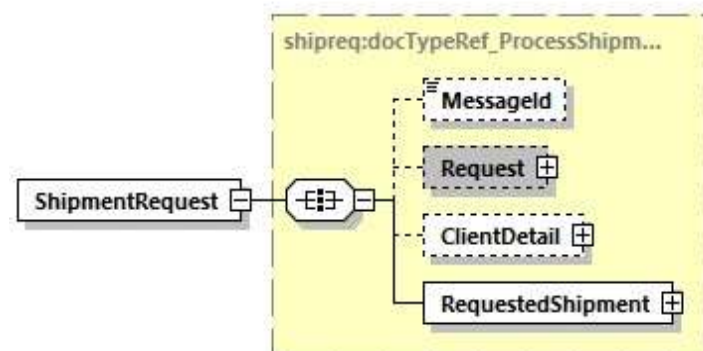 shipreq:docTypeRef_ProcessShipm...
MessageId
Request
ShipmentRequest
ClientDetail
RequestedShipment